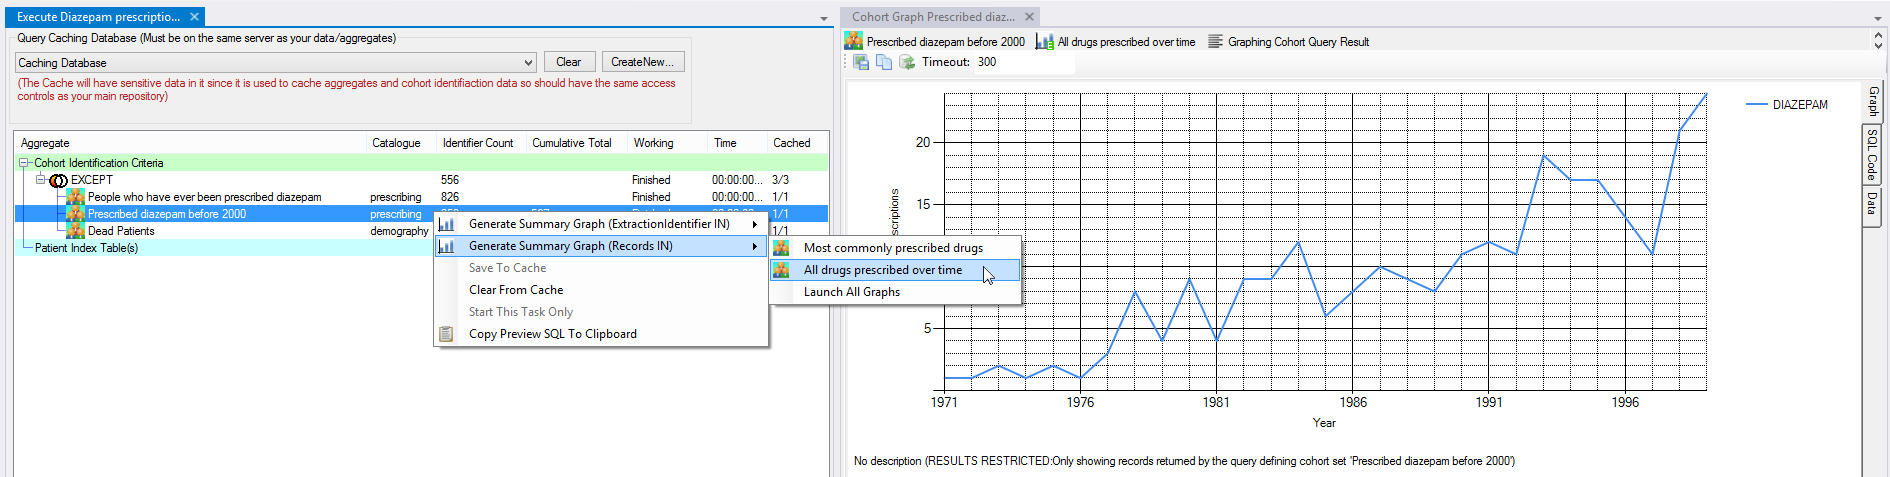 Execute Diazepam prescriptio...
Query Caching Database (Must be on the same server as your data/aggregates)
Caching Database
Clear
CreateNew...
(The Cache will have sensitive data in it since it is used to cache aggregates and cohort identifiaction data so should have the same access
controls as your main repository)
Aggregate Catalogue Identifier Count Cumulative Total Working Time Cached
Cohort Identification Criteria
EXCEPT 556 Finished 00:00:00... 3/3
People who have ever been prescribed diazepam prescribing 826 Finished 00:00:00... 1/1
Prescribed diazepam before 2000 prescribing 1/1
Dead Patients demography 1/1
Patient Index Table(s)
Generate Summary Graph (ExtractionIdentifier IN)
Generate Summary Graph (Records IN)
Save To Cache
Clear From Cache
Start This Task Only
Copy Preview SQL To Clipboard
Most commonly prescribed drugs
All drugs prescribed over time
Launch All Graphs
Cohort Graph Prescribed diaz...
Prescribed diazepam before 2000 All drugs prescribed over time Graphing Cohort Query Result
Timeout: 300
20
15
5
1971 1976 1981 1986 1991 1996
Year
DIAZEPAM
Graph
SQL Code
Data
No description (RESULTS RESTRICTED:Only showing records returned by the query defining cohort set 'Prescribed diazepam before 2000')